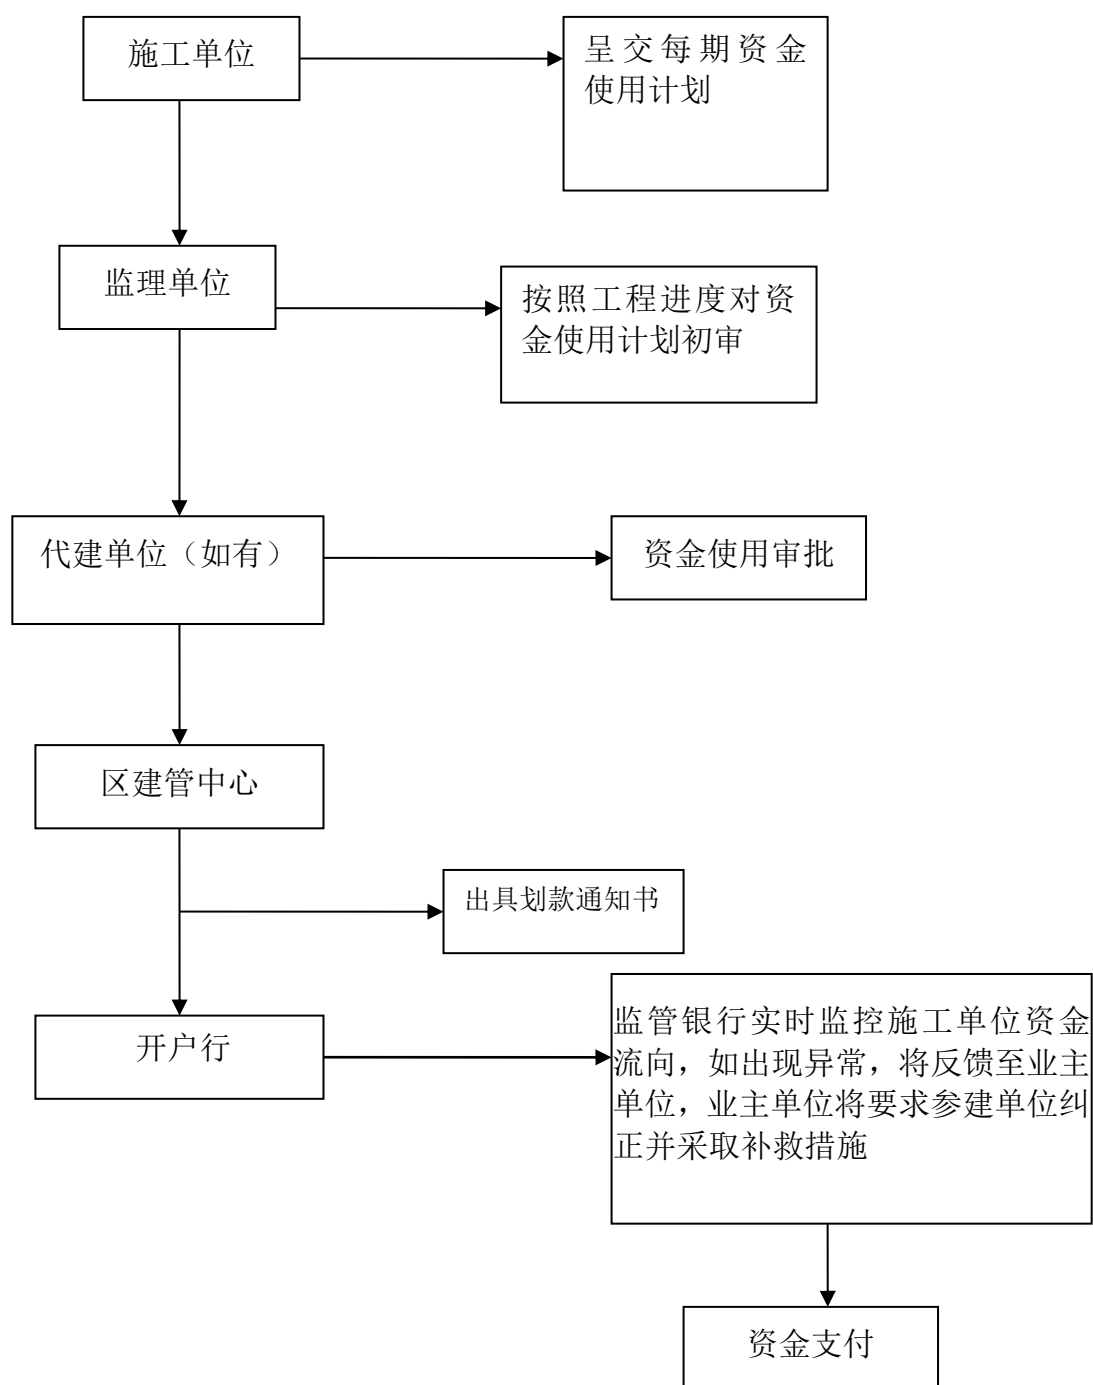 施工单位
呈交每期资金
使用计划
监理单位
按照工程进度对资
金使用计划初审
代建单位（如有）
资金使用审批
区建管中心
出具划款通知书
开户行
监管银行实时监控施工单位资金
流向，如出现异常，将反馈至业主
单位，业主单位将要求参建单位纠
正并采取补救措施
资金支付